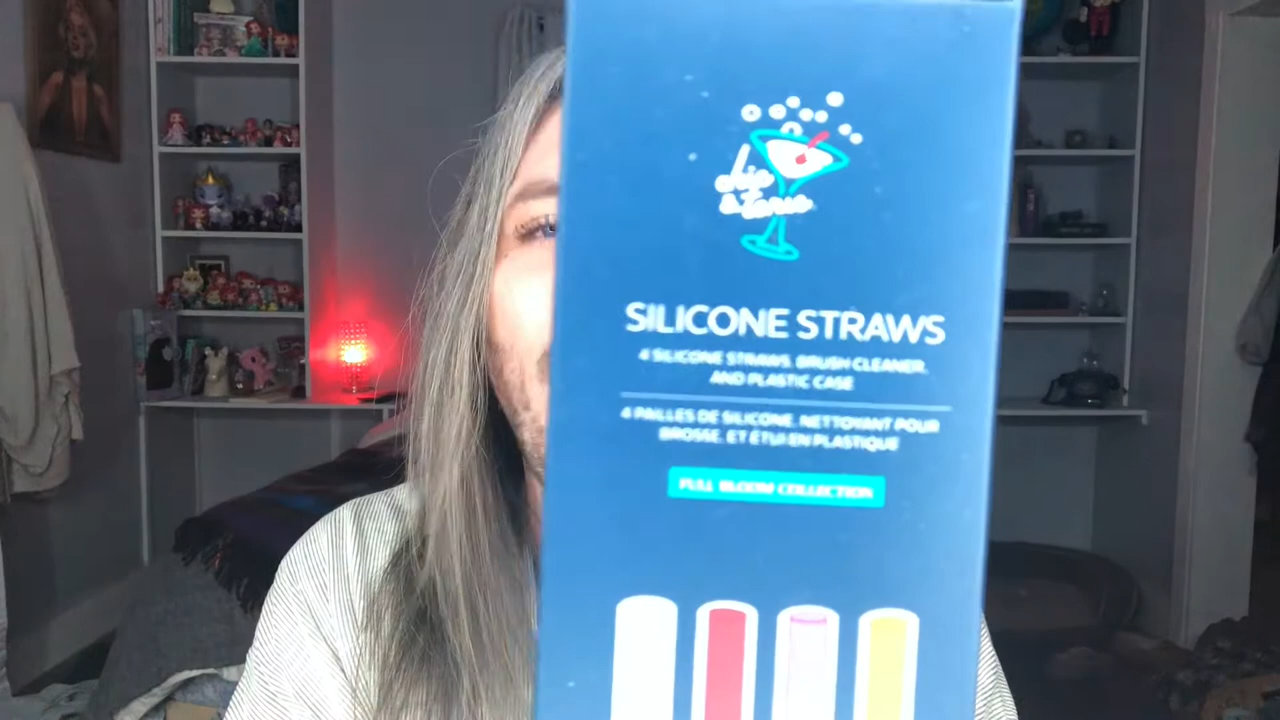 SILICONE STRAWS
4 SILICONE STRAWS, BRUSH CLEANER,
AND PLASTIC CASE
4 PAILLES DE SILICONE, NETTOYANT POUR
BROSSE, ET ÉTUI EN PLASTIQUE
FULL BLOOM COLLECTION